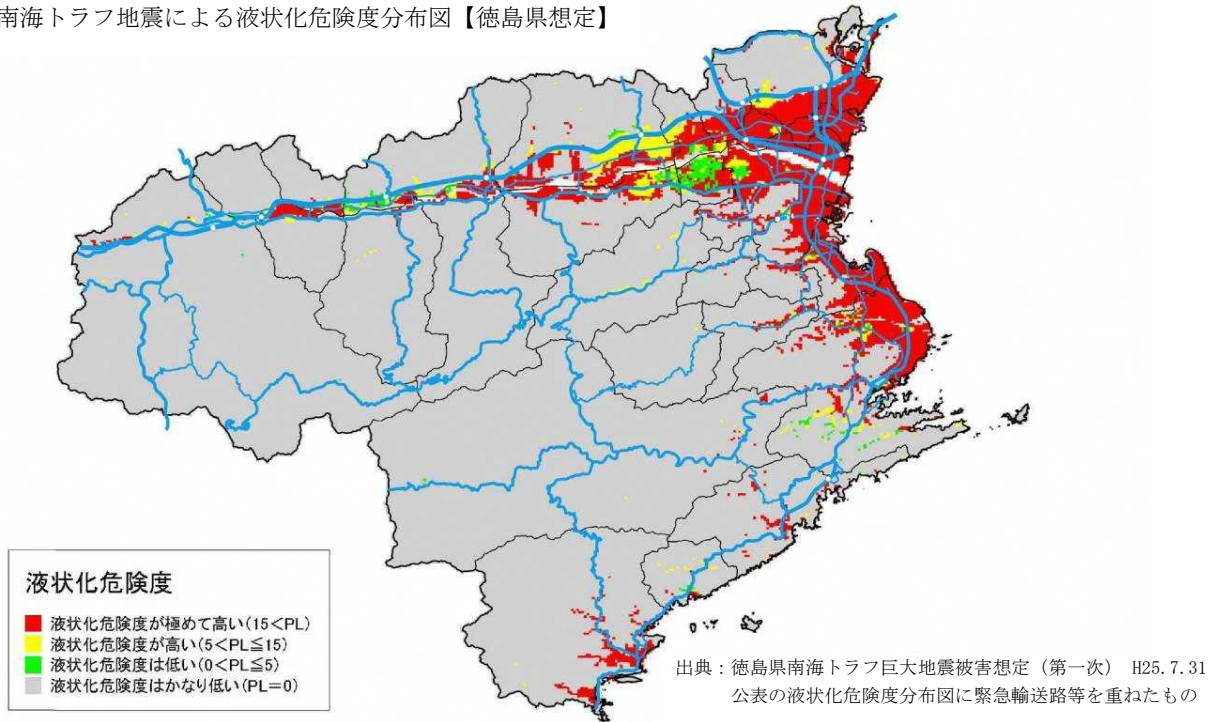 南海トラフ地震による液状化危険度分布図【徳島県想定】
液状化危険度
液状化危険度が極めて高い(15<PL)
液状化危険度が高い(5<PL≦15)
液状化危険度は低い(0<PL≦5)
液状化危険度はかなり低い(PL=0)
出典：徳島県南海トラフ巨大地震被害想定（第一次） H25.7.31
公表の液状化危険度分布図に緊急輸送路等を重ねたもの